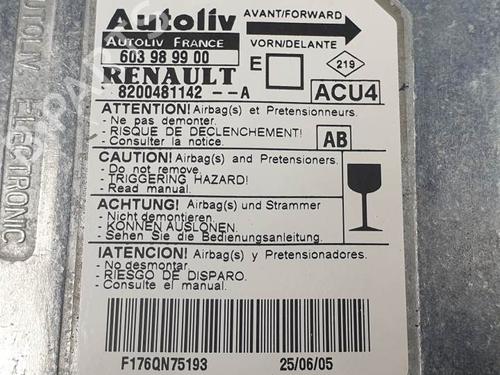 Autoliv
AVANT/FORWARD
AUTOLIV FRANCE
VORN/DELANTE
603 98 99 00
E
219
RENAULT
8200481142 --A
ACU4
ATTENTION! Airbag(s) et Pretensionneurs.
- Ne pas demonter.
- RISQUE DE DECLENCHEMENT!
- Consulter la notice.
AB
CAUTION! Airbag(s) and Pretensioners.
- Do not remove.
- TRIGGERING HAZARD!
- Read manual.
ACHTUNG! Airbag(s) und Strammer
- Nicht demontieren.
- KONNEN AUSLONEN.
- Sehen Sie die Bedienungsanleitung.
IATENCION! Airbag(s) y Pretensionadores.
- No desmontar.
- RIESGO DE DISPARO.
- Consulte el manual.
F176QN75193
25/06/05
AUTOLIV ELECTRONIC